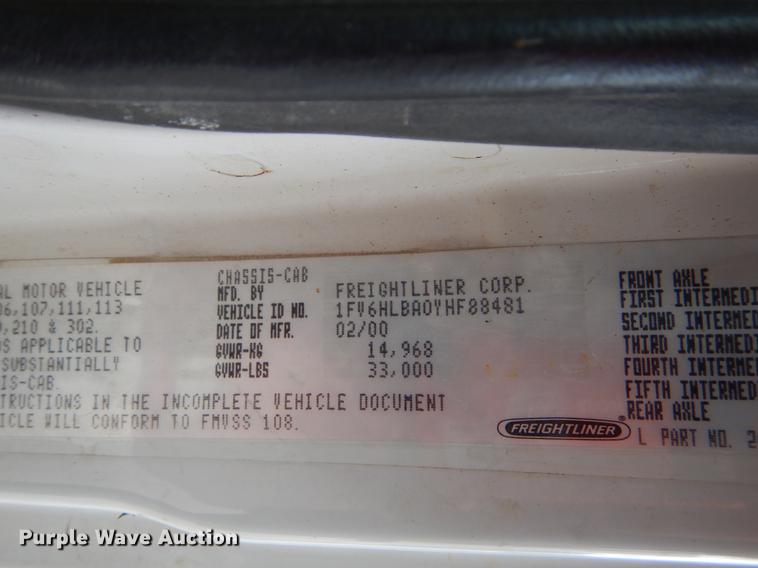 AL MOTOR VEHICLE
06,107,111,113
,210 & 302.
S APPLICABLE TO
SUBSTANTIALLY
IS-CAB.
TRUCTIONS IN THE INCOMPLETE VEHICLE DOCUMENT
ICLE WILL CONFORM TO FMVSS 108.
CHASSIS-CAB
MFD. BY FREIGHTLINER CORP.
VEHICLE ID NO. 1FV6HLBA0YHF88481
DATE OF MFR. 02/00
GVWR-KG 14,968
GVWR-LBS 33,000
FRONT AXLE
FIRST INTERMEDI
SECOND INTERMED
THIRD INTERMEDI
FOURTH INTERMED
FIFTH INTERMED
REAR AXLE
FREIGHTLINER®
L PART NO. 2
Purple Wave Auction